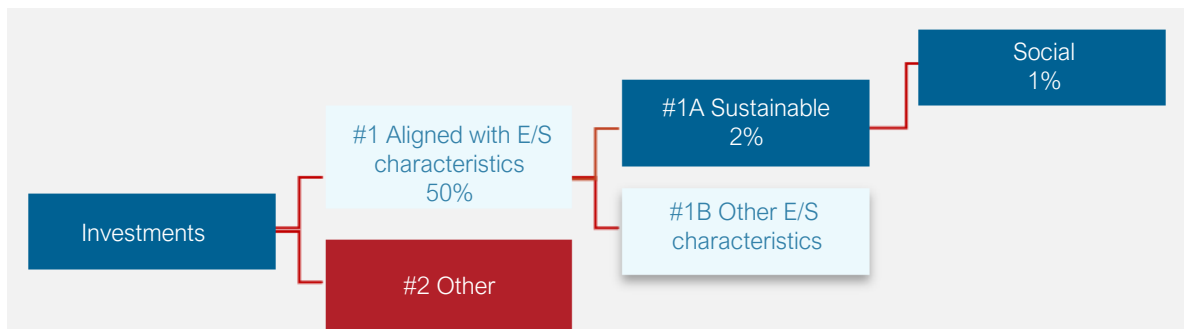 Investments
#1 Aligned with E/S
characteristics
50%
#2 Other
#1A Sustainable
2%
#1B Other E/S
characteristics
Social
1%